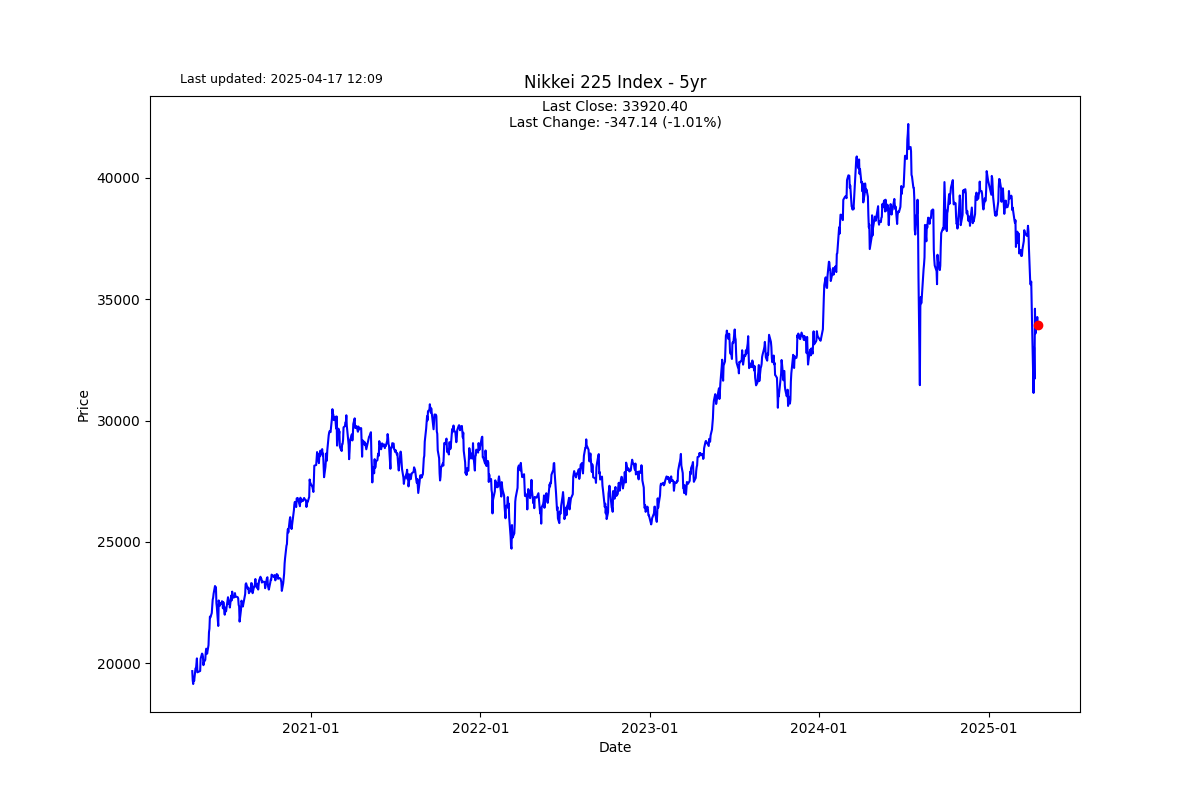 Last updated: 2025-04-17 12:09
Nikkei 225 Index - 5yr
Last Close: 33920.40
Last Change: -347.14 (-1.01%)
40000
35000
30000
25000
20000
Price
2021-01
2022-01
2023-01
2024-01
2025-01
Date